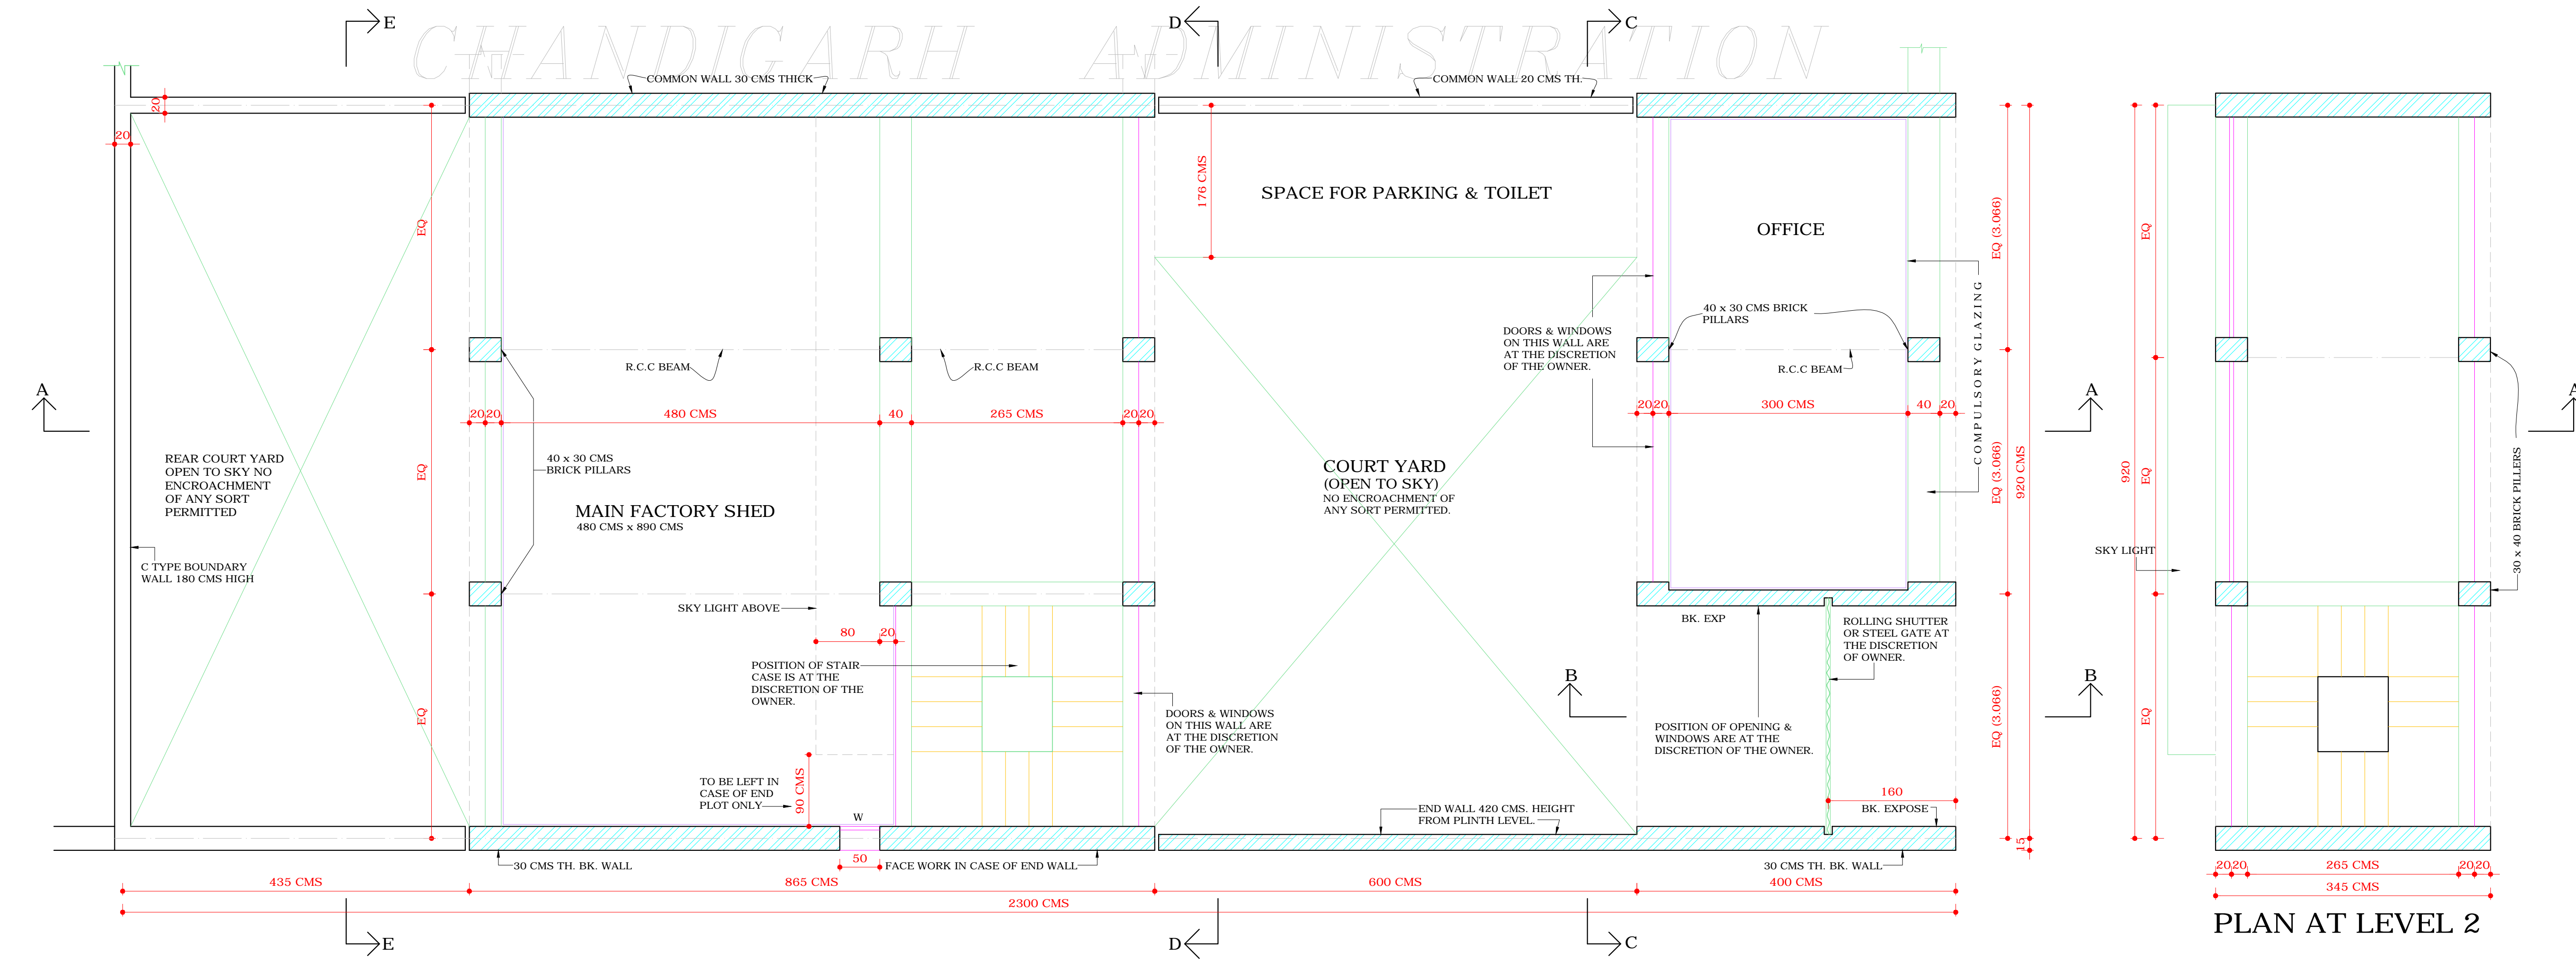 CHANDIGARH ADMINISTRATION
E
D
C
COMMON WALL 30 CMS THICK
COMMON WALL 20 CMS TH.
20
20
176 CMS
SPACE FOR PARKING & TOILET
OFFICE
EQ
EQ (3.066)
EQ
40 x 30 CMS BRICK
PILLARS
DOORS & WINDOWS
ON THIS WALL ARE
AT THE DISCRETION
OF THE OWNER.
COMPULSORY GLAZING
R.C.C BEAM
R.C.C BEAM
R.C.C BEAM
A
A
A
20
20
480 CMS
40
265 CMS
20
20
20
20
300 CMS
40
20
REAR COURT YARD
OPEN TO SKY NO
ENCROACHMENT
OF ANY SORT
PERMITTED
40 x 30 CMS
BRICK PILLARS
EQ
MAIN FACTORY SHED
480 CMS x 890 CMS
COURT YARD
(OPEN TO SKY)
NO ENCROACHMENT OF
ANY SORT PERMITTED.
EQ (3.066)
920 CMS
920
EQ
30 x 40 BRICK PILLERS
SKY LIGHT
C TYPE BOUNDARY
WALL 180 CMS HIGH
SKY LIGHT ABOVE
80
20
BK. EXP
ROLLING SHUTTER
OR STEEL GATE AT
THE DISCRETION
OF OWNER.
POSITION OF STAIR
CASE IS AT THE
DISCRETION OF THE
OWNER.
B
B
EQ
DOORS & WINDOWS
ON THIS WALL ARE
AT THE DISCRETION
OF THE OWNER.
POSITION OF OPENING &
WINDOWS ARE AT THE
DISCRETION OF THE OWNER.
EQ (3.066)
EQ
TO BE LEFT IN
CASE OF END
PLOT ONLY
90 CMS
W
END WALL 420 CMS. HEIGHT
FROM PLINTH LEVEL.
160
BK. EXPOSE
15
30 CMS TH. BK. WALL
50
FACE WORK IN CASE OF END WALL
30 CMS TH. BK. WALL
20
20
265 CMS
20
20
435 CMS
865 CMS
600 CMS
400 CMS
345 CMS
2300 CMS
PLAN AT LEVEL 2
E
D
C